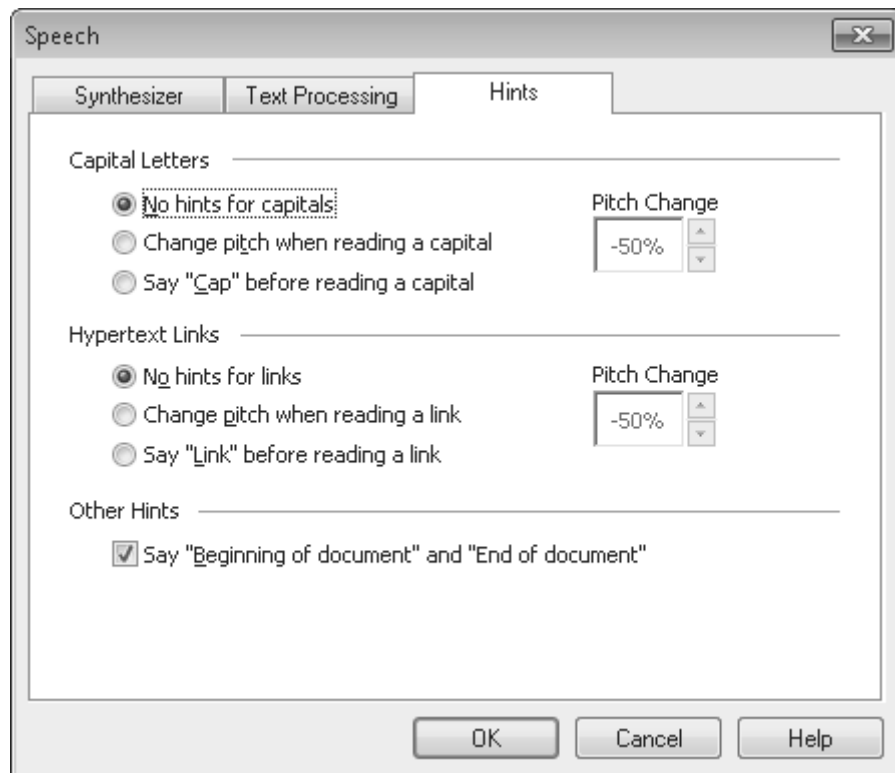 Speech
Synthesizer Text Processing Hints
Capital Letters
No hints for capitals Pitch Change
Change pitch when reading a capital -50%
Say "Cap" before reading a capital
Hypertext Links
No hints for links Pitch Change
Change pitch when reading a link -50%
Say "Link" before reading a link
Other Hints
Say "Beginning of document" and "End of document"
OK Cancel Help